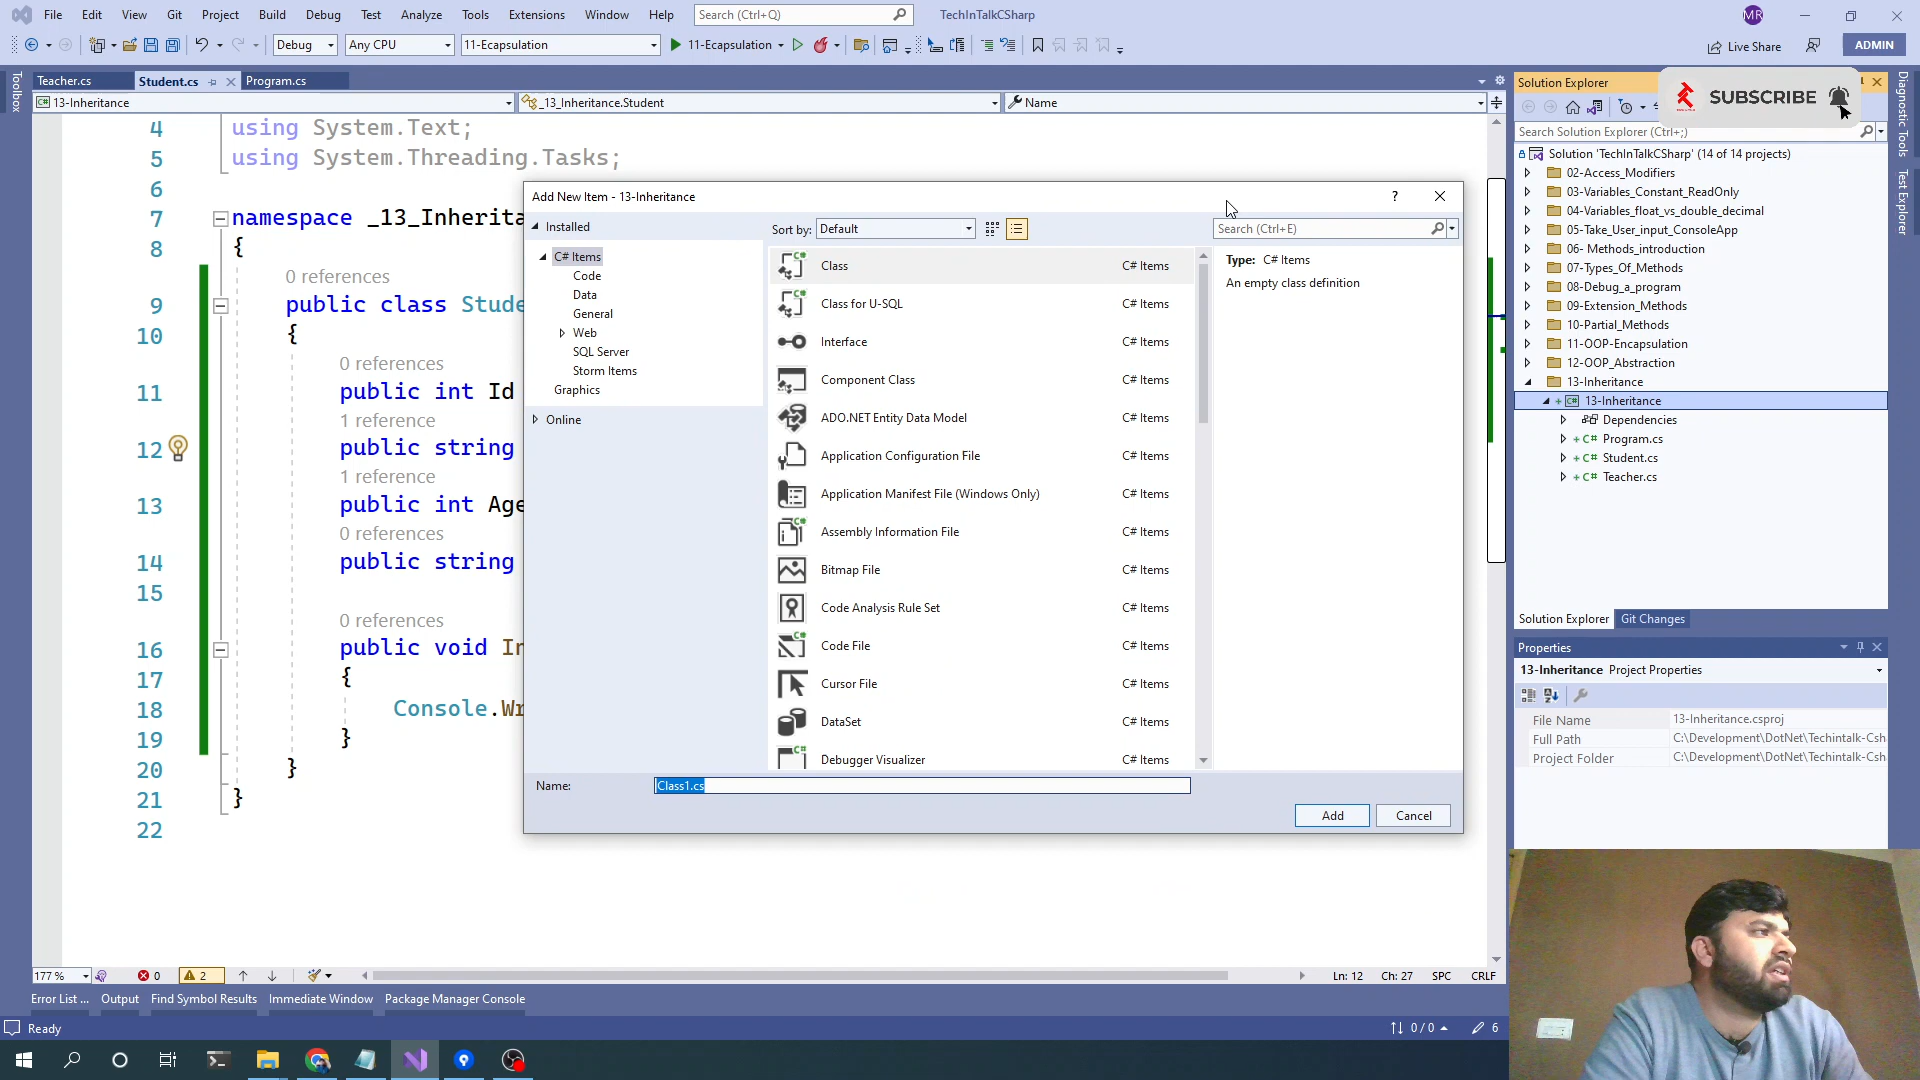 File Edit View Git Project Build Debug Test Analyze Tools Extensions Window Help Search (Ctrl+Q) TechInTalkCSharp MR
Debug Any CPU 11-Ecapsulation 11-Ecapsulation Live Share ADMIN
Toolbox
Teacher.cs Student.cs Program.cs
13-Inheritance _13_Inheritance.Student Name
4 using System.Text;
5 using System.Threading.Tasks;
6
7 namespace _13_Inherita
8 {
0 references
9 public class Stude
10 {
0 references
11 public int Id
1 reference
12 public string
1 reference
13 public int Age
0 references
14 public string
15
0 references
16 public void In
17 {
18 Console.Wr
19 }
20 }
21 }
22
Add New Item - 13-Inheritance ?
Installed
C# Items
Code
Data
General
Web
SQL Server
Storm Items
Graphics
Online
Sort by: Default
Search (Ctrl+E)
Class C# Items
Class for U-SQL C# Items
Interface C# Items
Component Class C# Items
ADO.NET Entity Data Model C# Items
Application Configuration File C# Items
Application Manifest File (Windows Only) C# Items
Assembly Information File C# Items
Bitmap File C# Items
Code Analysis Rule Set C# Items
Code File C# Items
Cursor File C# Items
DataSet C# Items
Debugger Visualizer C# Items
Type: C# Items
An empty class definition
Name: Class1.cs
Add Cancel
Solution Explorer
SUBSCRIBE
Search Solution Explorer (Ctrl+;)
Solution 'TechInTalkCSharp' (14 of 14 projects)
02-Access_Modifiers
03-Variables_Constant_ReadOnly
04-Variables_float_vs_double_decimal
05-Take_User_input_ConsoleApp
06- Methods_introduction
07-Types_Of_Methods
08-Debug_a_program
09-Extension_Methods
10-Partial_Methods
11-OOP-Encapsulation
12-OOP_Abstraction
13-Inheritance
13-Inheritance
Dependencies
C# Program.cs
C# Student.cs
C# Teacher.cs
Solution Explorer Git Changes
Properties
13-Inheritance Project Properties
File Name 13-Inheritance.csproj
Full Path C:\Development\DotNet\Techintalk-Csh
Project Folder C:\Development\DotNet\Techintalk-Csh
Diagnostic Tools
Test Explorer
177 % 0 2 Ln: 12 Ch: 27 SPC CRLF
Error List ... Output Find Symbol Results Immediate Window Package Manager Console
Ready 0 / 0 6